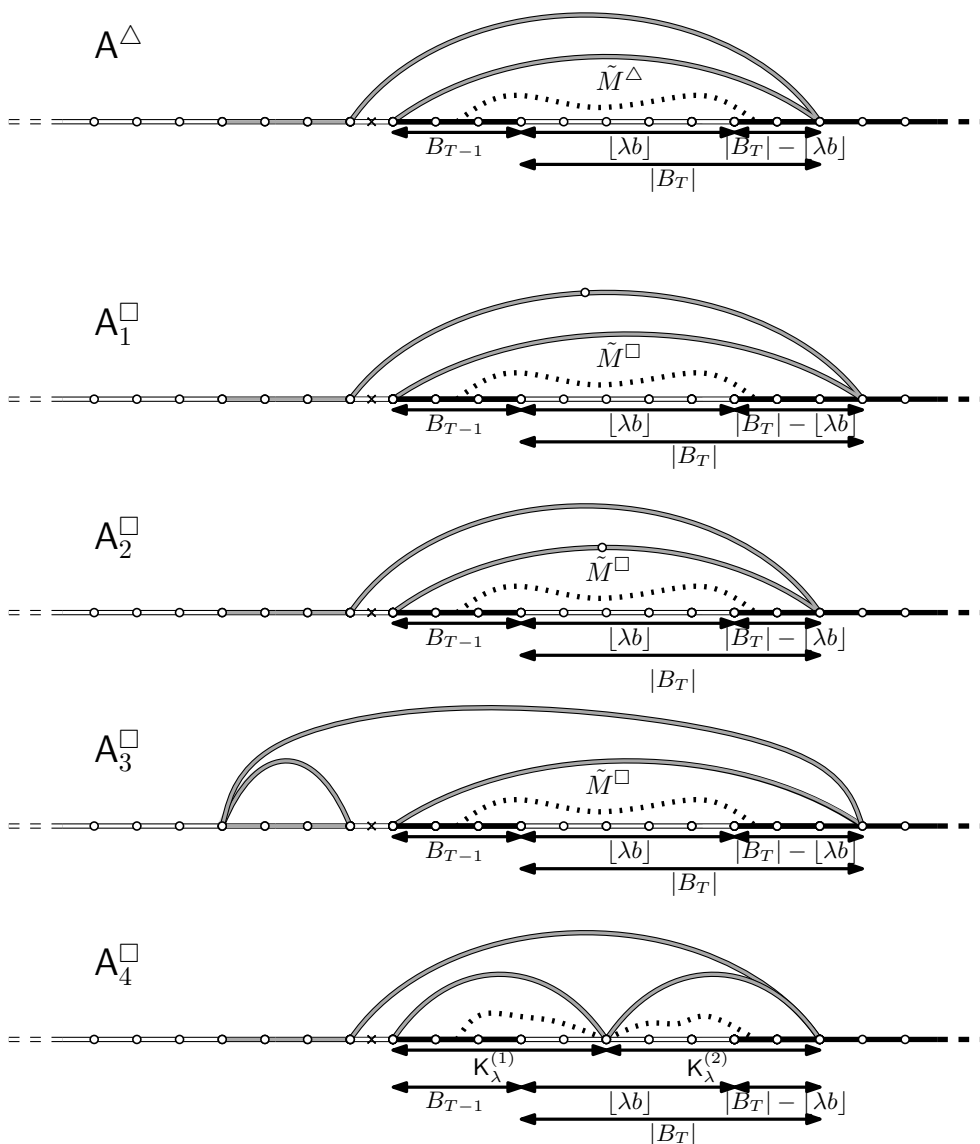 A^△
M̃^△
B_{T−1} ⌊λb⌋ |B_T| − ⌊λb⌋
|B_T|
A_1^□
M̃^□
B_{T−1} ⌊λb⌋ |B_T| − ⌊λb⌋
|B_T|
A_2^□
M̃^□
B_{T−1} ⌊λb⌋ |B_T| − ⌊λb⌋
|B_T|
A_3^□
M̃^□
B_{T−1} ⌊λb⌋ |B_T| − ⌊λb⌋
|B_T|
A_4^□
K_λ^{(1)} K_λ^{(2)}
B_{T−1} ⌊λb⌋ |B_T| − ⌊λb⌋
|B_T|